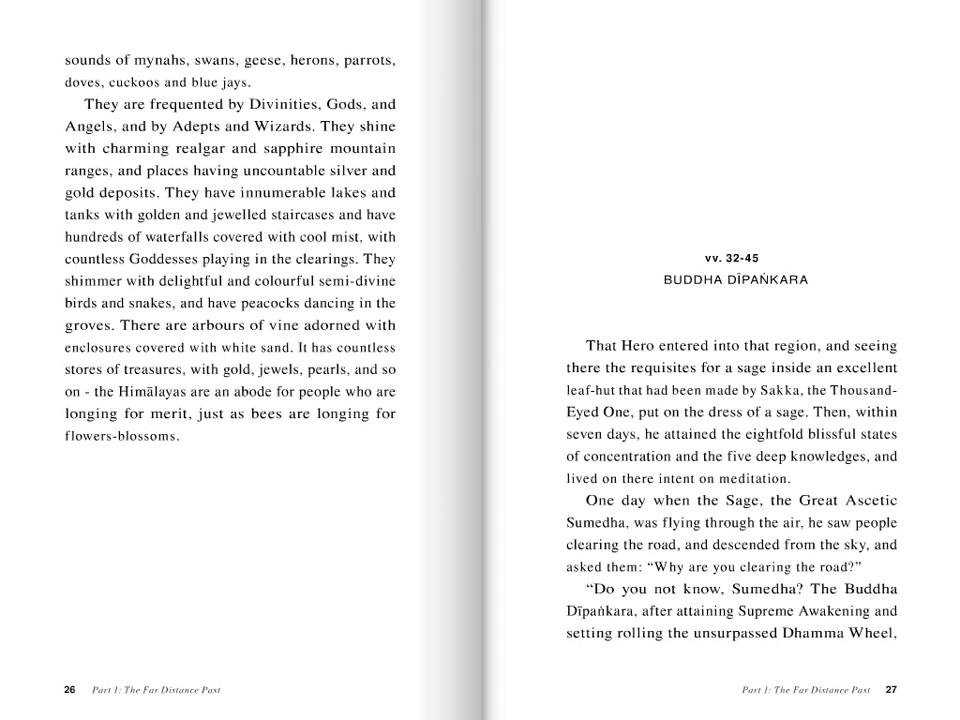 sounds of mynahs, swans, geese, herons, parrots,
doves, cuckoos and blue jays.
They are frequented by Divinities, Gods, and
Angels, and by Adepts and Wizards. They shine
with charming realgar and sapphire mountain
ranges, and places having uncountable silver and
gold deposits. They have innumerable lakes and
tanks with golden and jewelled staircases and have
hundreds of waterfalls covered with cool mist, with
countless Goddesses playing in the clearings. They
shimmer with delightful and colourful semi-divine
birds and snakes, and have peacocks dancing in the
groves. There are arbours of vine adorned with
enclosures covered with white sand. It has countless
stores of treasures, with gold, jewels, pearls, and so
on - the Himālayas are an abode for people who are
longing for merit, just as bees are longing for
flowers-blossoms.
26 Part 1: The Far Distance Past
vv. 32-45
BUDDHA DĪPAṄKARA
That Hero entered into that region, and seeing
there the requisites for a sage inside an excellent
leaf-hut that had been made by Sakka, the Thousand-
Eyed One, put on the dress of a sage. Then, within
seven days, he attained the eightfold blissful states
of concentration and the five deep knowledges, and
lived on there intent on meditation.
One day when the Sage, the Great Ascetic
Sumedha, was flying through the air, he saw people
clearing the road, and descended from the sky, and
asked them: “Why are you clearing the road?”
“Do you not know, Sumedha? The Buddha
Dīpaṅkara, after attaining Supreme Awakening and
setting rolling the unsurpassed Dhamma Wheel,
Part 1: The Far Distance Past 27